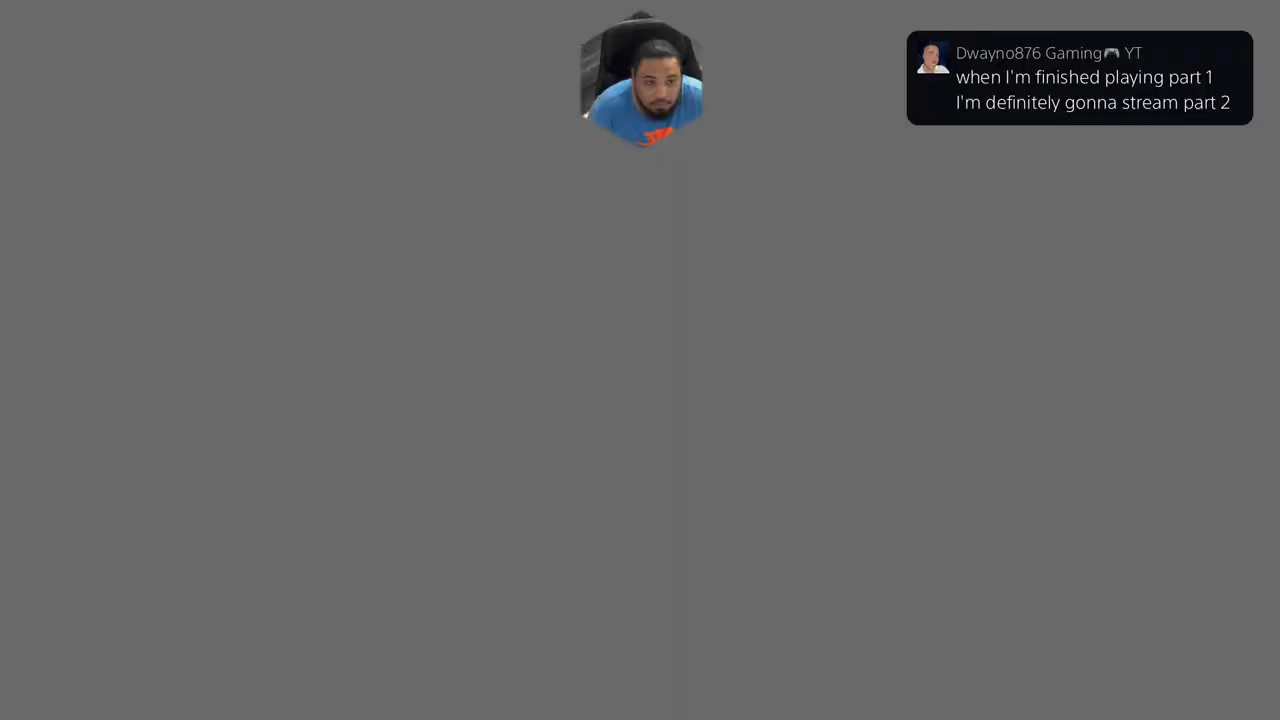 Dwayno876 Gaming🎮 YT
when I'm finished playing part 1
I'm definitely gonna stream part 2